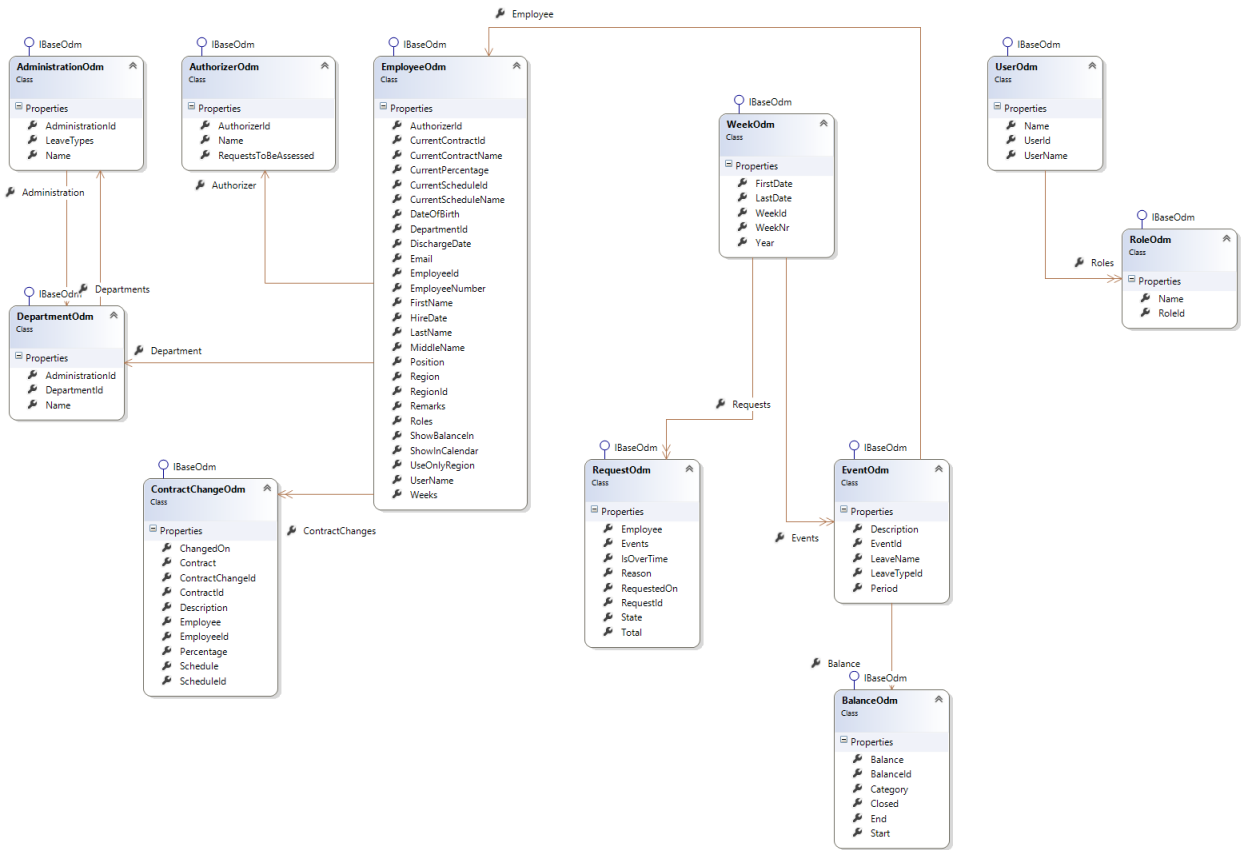 Employee
IBaseOdm
AdministrationOdm
Class
Properties
AdministrationId
LeaveTypes
Name
IBaseOdm
AuthorizerOdm
Class
Properties
AuthorizerId
Name
RequestsToBeAssessed
IBaseOdm
EmployeeOdm
Class
Properties
AuthorizerId
CurrentContractId
CurrentContractName
CurrentPercentage
CurrentScheduleId
CurrentScheduleName
DateOfBirth
DepartmentId
DischargeDate
Email
EmployeeId
EmployeeNumber
FirstName
HireDate
LastName
MiddleName
Position
Region
RegionId
Remarks
Roles
ShowBalanceIn
ShowInCalendar
UseOnlyRegion
UserName
Weeks
IBaseOdm
WeekOdm
Class
Properties
FirstDate
LastDate
WeekId
WeekNr
Year
IBaseOdm
UserOdm
Class
Properties
Name
UserId
UserName
IBaseOdm
RoleOdm
Class
Properties
Name
RoleId
Roles
Administration
Authorizer
Departments
IBaseOdm
DepartmentOdm
Class
Properties
AdministrationId
DepartmentId
Name
Department
Requests
IBaseOdm
ContractChangeOdm
Class
Properties
ChangedOn
Contract
ContractChangeId
ContractId
Description
Employee
EmployeeId
Percentage
Schedule
ScheduleId
ContractChanges
IBaseOdm
RequestOdm
Class
Properties
Employee
Events
IsOverTime
Reason
RequestedOn
RequestId
State
Total
Events
IBaseOdm
EventOdm
Class
Properties
Description
EventId
LeaveName
LeaveTypeId
Period
Balance
IBaseOdm
BalanceOdm
Class
Properties
Balance
BalanceId
Category
Closed
End
Start